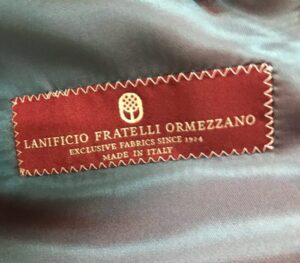 LANIFICIO FRATELLI ORMEZZANO
EXCLUSIVE FABRICS SINCE 1924
MADE IN ITALY